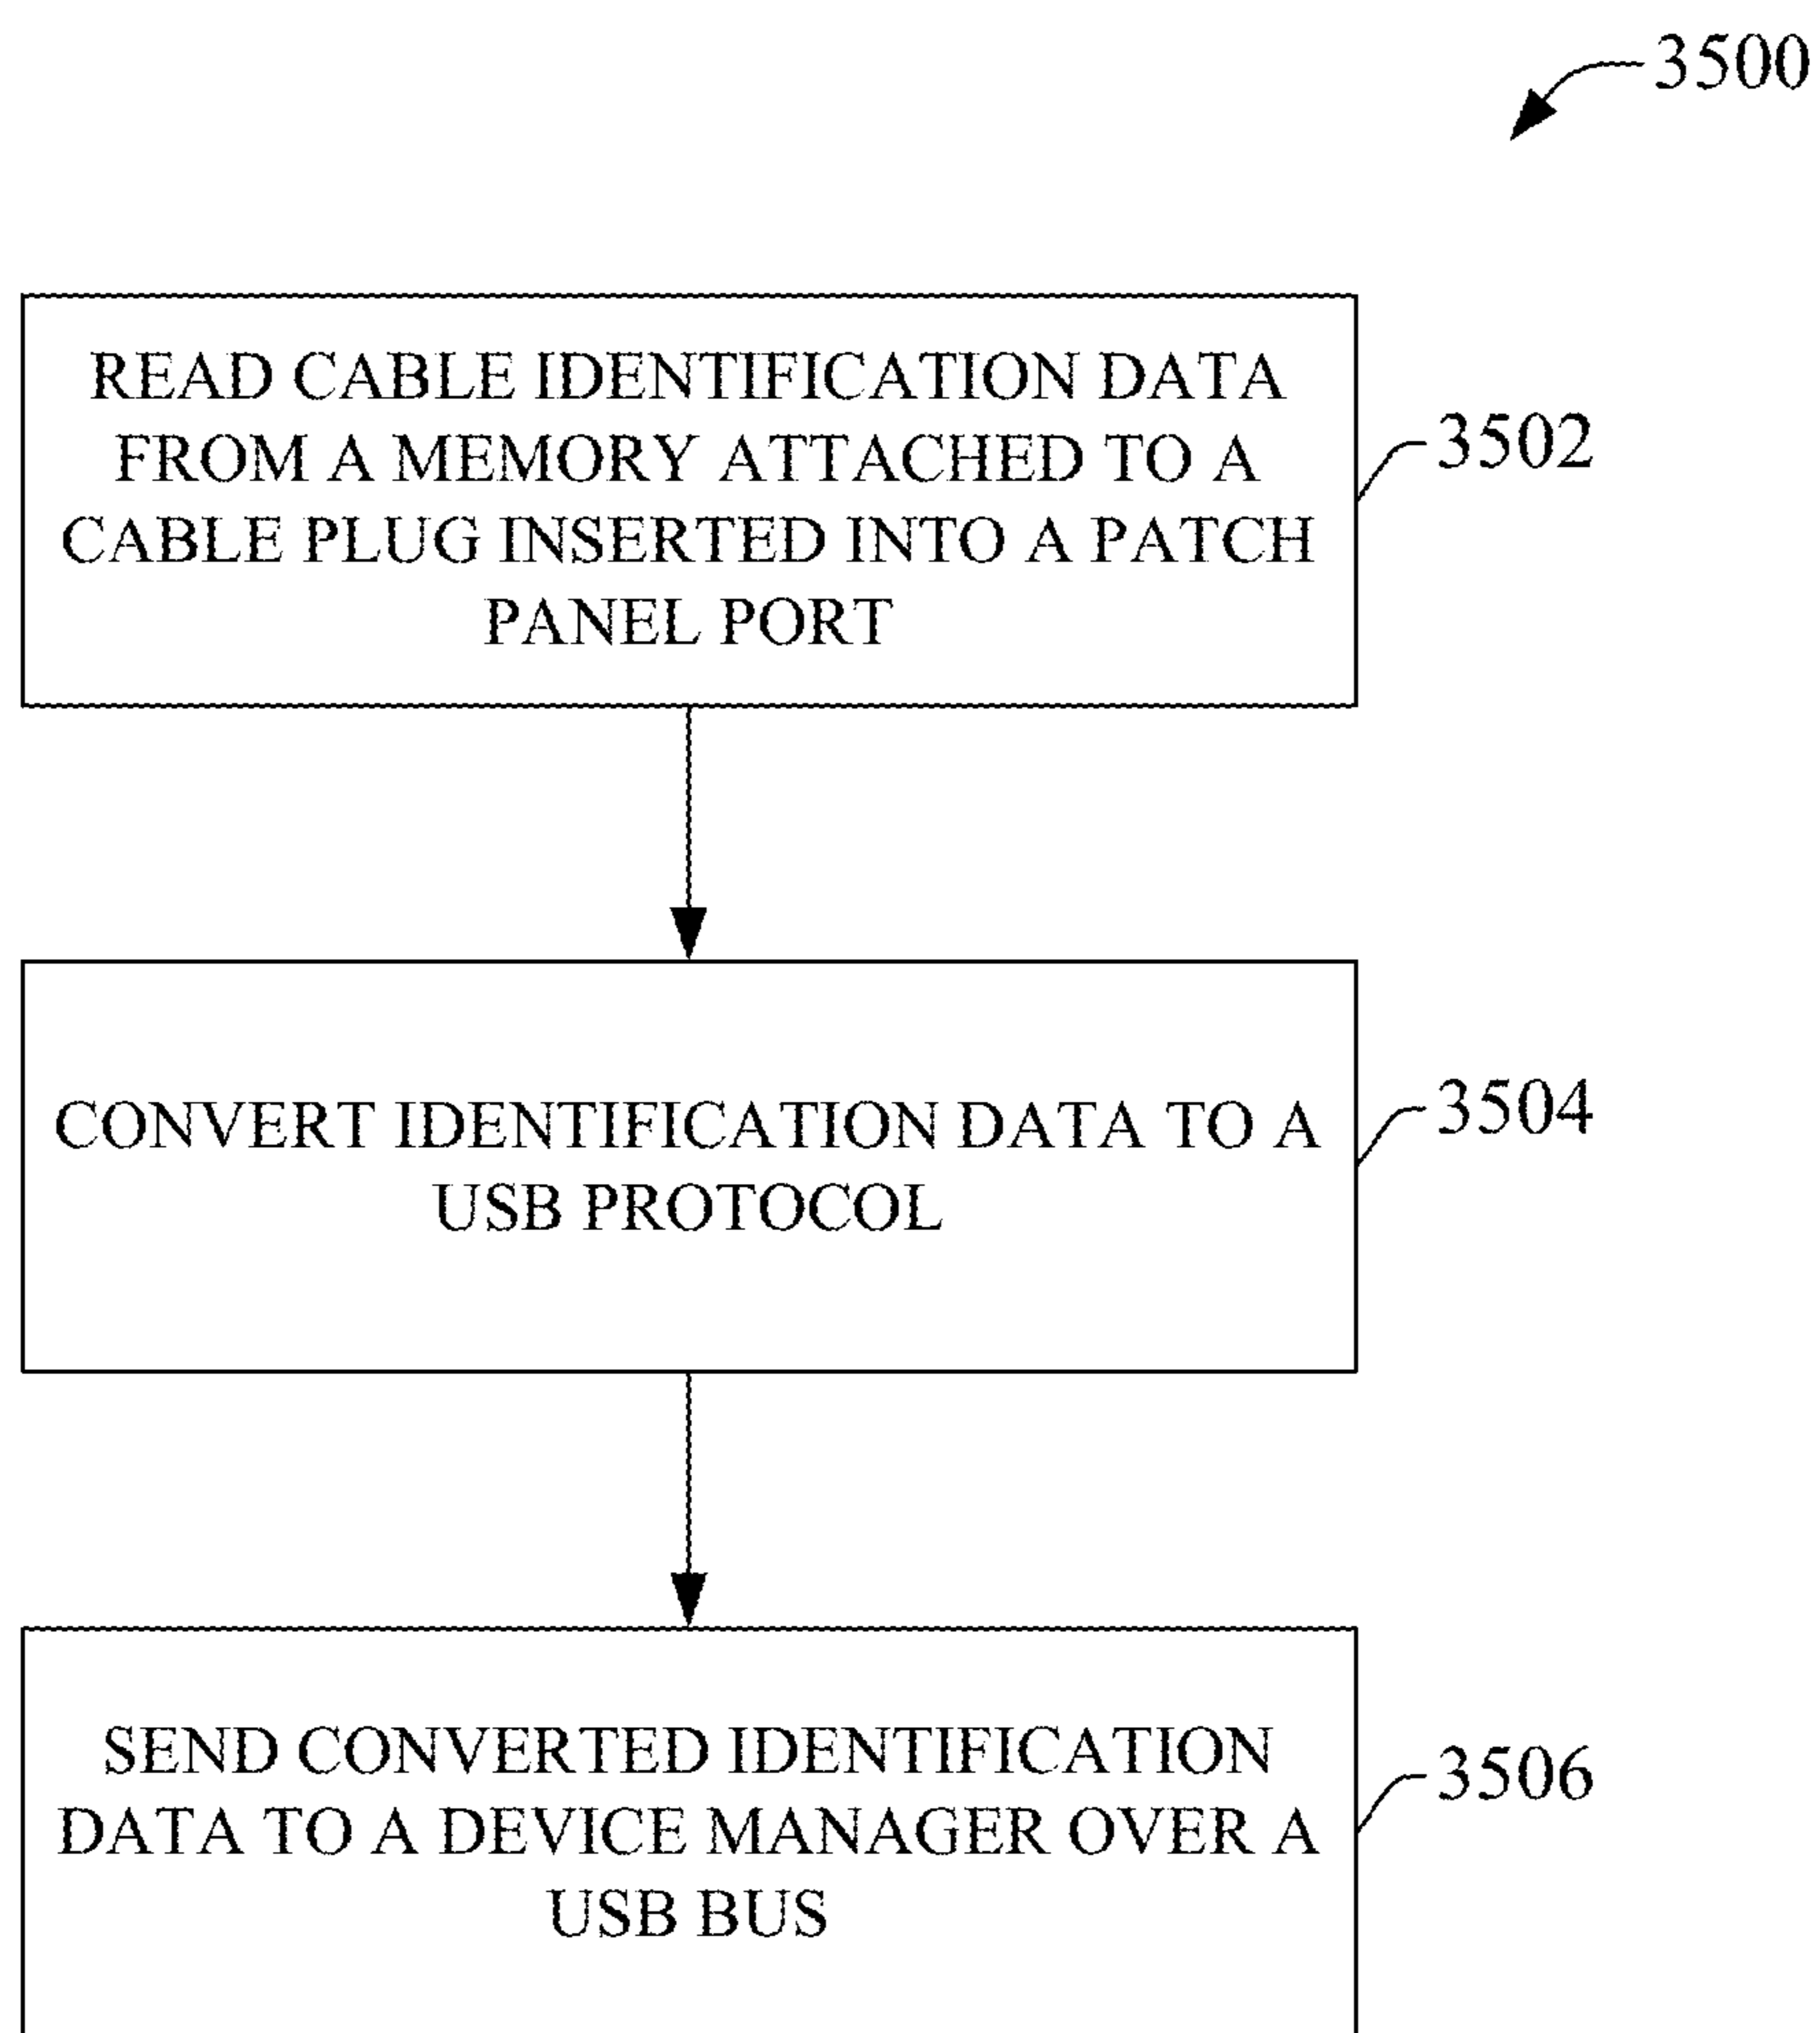 3500
READ CABLE IDENTIFICATION DATA
FROM A MEMORY ATTACHED TO A
CABLE PLUG INSERTED INTO A PATCH
PANEL PORT
3502
CONVERT IDENTIFICATION DATA TO A
USB PROTOCOL
3504
SEND CONVERTED IDENTIFICATION
DATA TO A DEVICE MANAGER OVER A
USB BUS
3506